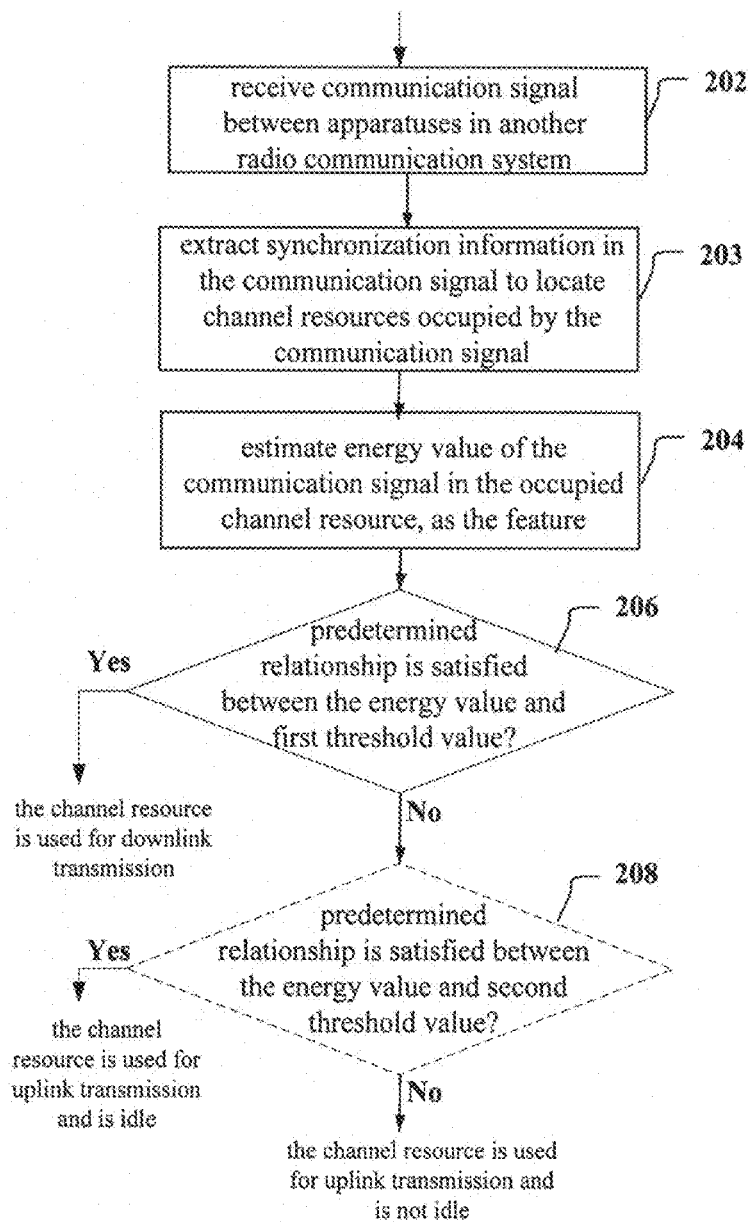 receive communication signal
between apparatuses in another
radio communication system
202
extract synchronization information in
the communication signal to locate
channel resources occupied by the
communication signal
203
estimate energy value of the
communication signal in the occupied
channel resource, as the feature
204
predetermined
relationship is satisfied
between the energy value and
first threshold value?
206
Yes
the channel resource
is used for downlink
transmission
No
predetermined
relationship is satisfied between
the energy value and second
threshold value?
208
Yes
the channel
resource is used for
uplink transmission
and is idle
No
the channel resource is used
for uplink transmission and
is not idle